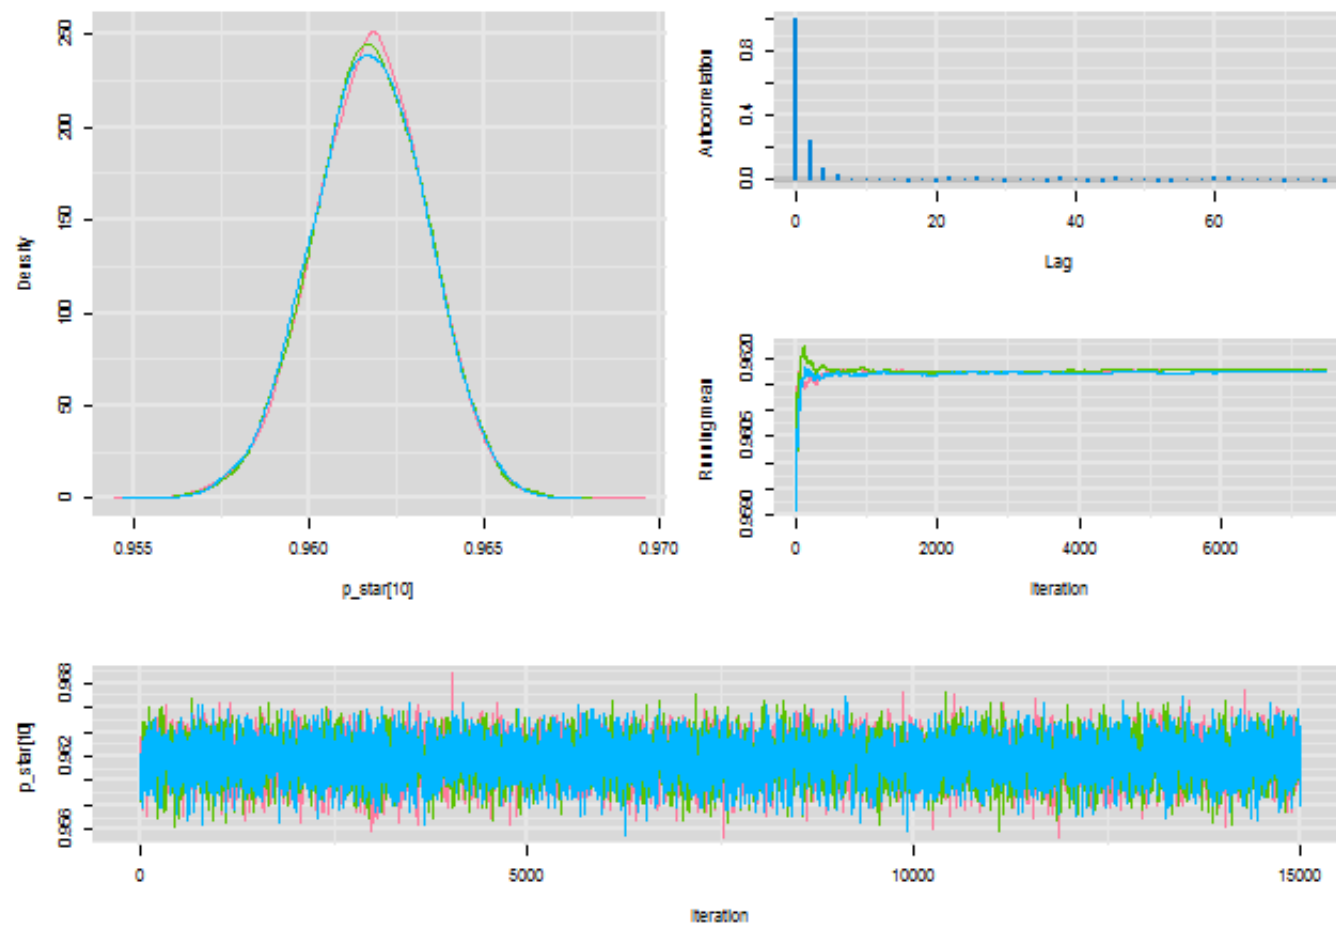 Density
250
200
150
100
50
0
0.955 0.960 0.965 0.970
p_star[10]
Autocorrelation
0.8
0.4
0.0
0 20 40 60
Lag
Running mean
0.9620
0.9605
0.9590
0 2000 4000 6000
Iteration
p_star[10]
0.968
0.962
0.956
0 5000 10000 15000
Iteration